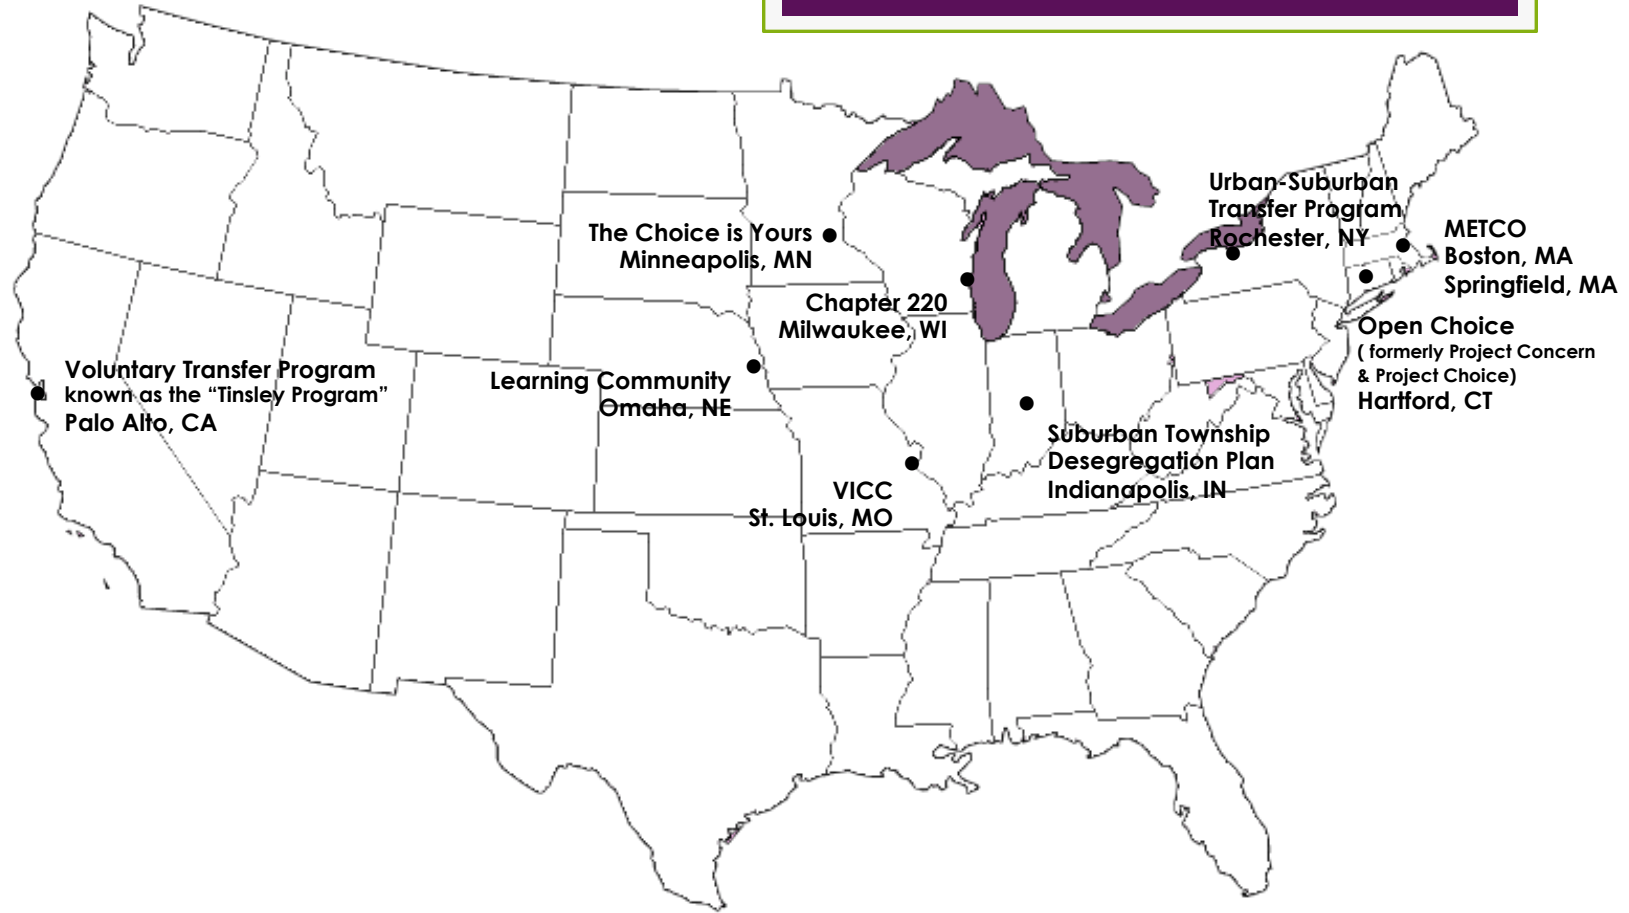 Urban-Suburban
Transfer Program
Rochester, NY
METCO
Boston, MA
Springfield, MA
The Choice is Yours
Minneapolis, MN
Chapter 220
Milwaukee, WI
Open Choice
( formerly Project Concern
& Project Choice)
Hartford, CT
Voluntary Transfer Program
known as the “Tinsley Program”
Palo Alto, CA
Learning Community
Omaha, NE
Suburban Township
Desegregation Plan
Indianapolis, IN
VICC
St. Louis, MO